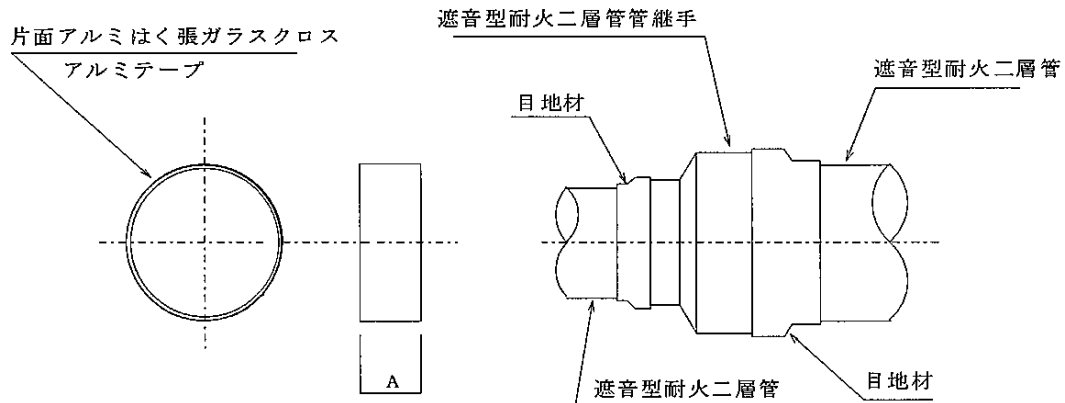 片面アルミはく張ガラスクロス
アルミテープ
A
遮音型耐火二層管管継手
遮音型耐火二層管
目地材
遮音型耐火二層管
目地材